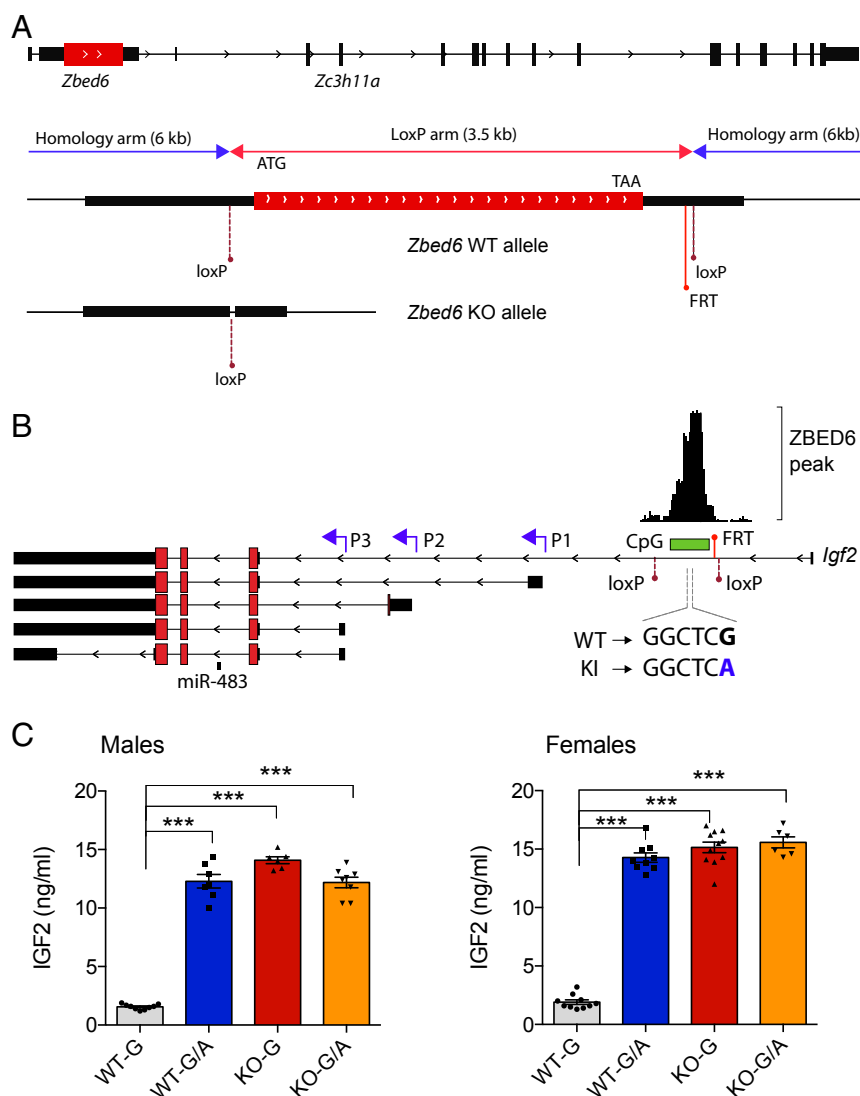 A
Zbed6
Zc3h11a
Homology arm (6 kb)
LoxP arm (3.5 kb)
Homology arm (6kb)
ATG
TAA
Zbed6 WT allele
loxP
loxP
FRT
Zbed6 KO allele
loxP
B
ZBED6
peak
P3
P2
P1
CpG
FRT
Igf2
loxP
loxP
WT → GGCTCG
KI → GGCTCA
miR-483
C
Males
Females
***
***
***
***
***
***
20
15
10
5
0
IGF2 (ng/ml)
WT-G
WT-G/A
KO-G
KO-G/A
20
15
10
5
0
IGF2 (ng/ml)
WT-G
WT-G/A
KO-G
KO-G/A